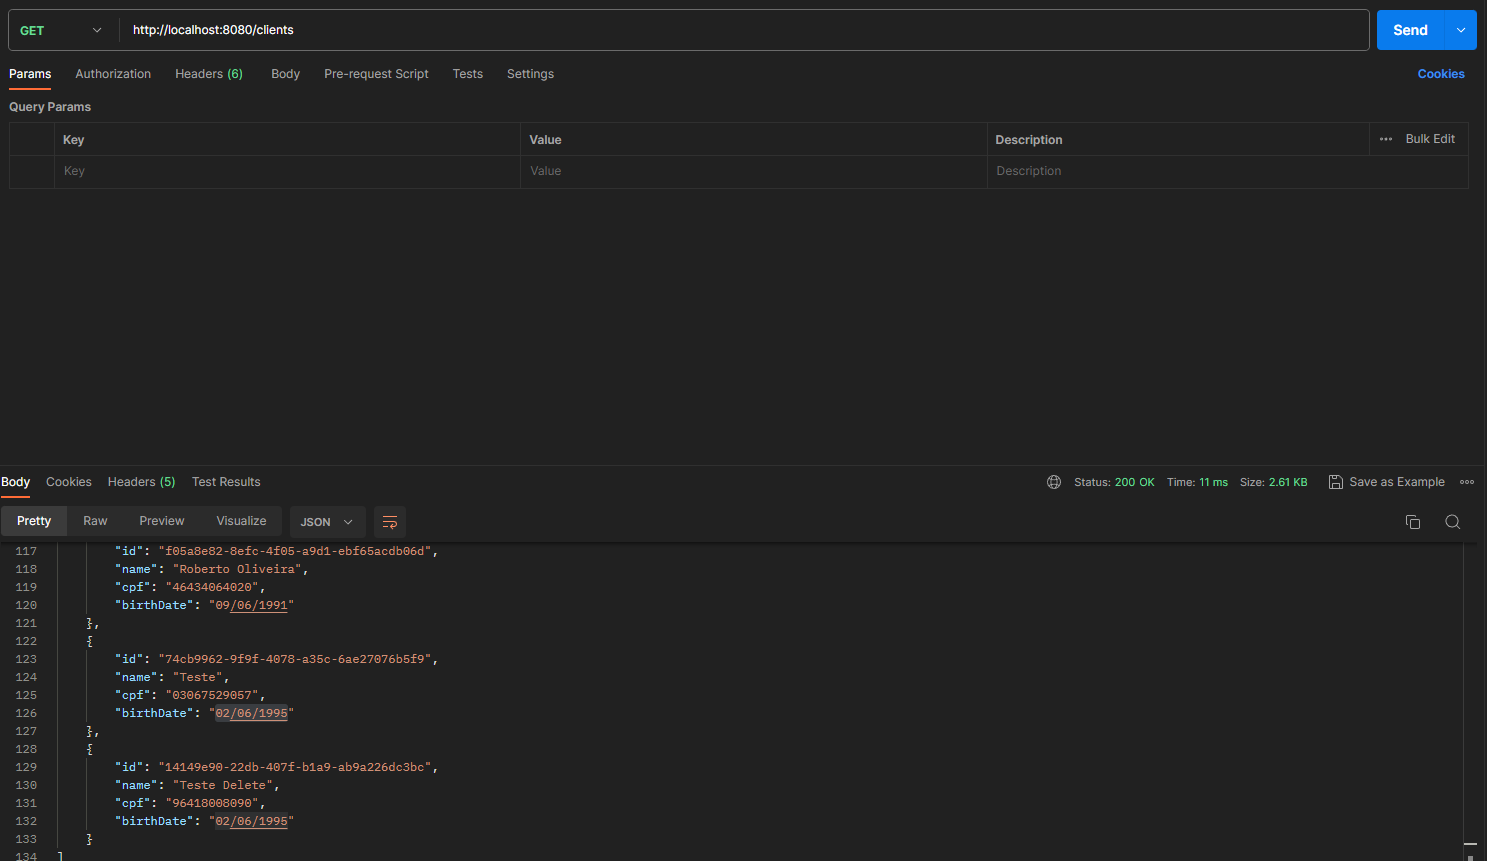 GET http://localhost:8080/clients Send
Params Authorization Headers (6) Body Pre-request Script Tests Settings Cookies
Query Params
Key Value Description ••• Bulk Edit
Key Value Description
Body Cookies Headers (5) Test Results Status: 200 OK Time: 11 ms Size: 2.61 KB Save as Example
Pretty Raw Preview Visualize JSON
117 "id": "f05a8e82-8efc-4f05-a9d1-ebf65acdb06d",
118 "name": "Roberto Oliveira",
119 "cpf": "46434064020",
120 "birthDate": "09/06/1991"
121 },
122 {
123 "id": "74cb9962-9f9f-4078-a35c-6ae27076b5f9",
124 "name": "Teste",
125 "cpf": "03067529057",
126 "birthDate": "02/06/1995"
127 },
128 {
129 "id": "14149e90-22db-407f-b1a9-ab9a226dc3bc",
130 "name": "Teste Delete",
131 "cpf": "96418008090",
132 "birthDate": "02/06/1995"
133 }
134 ]